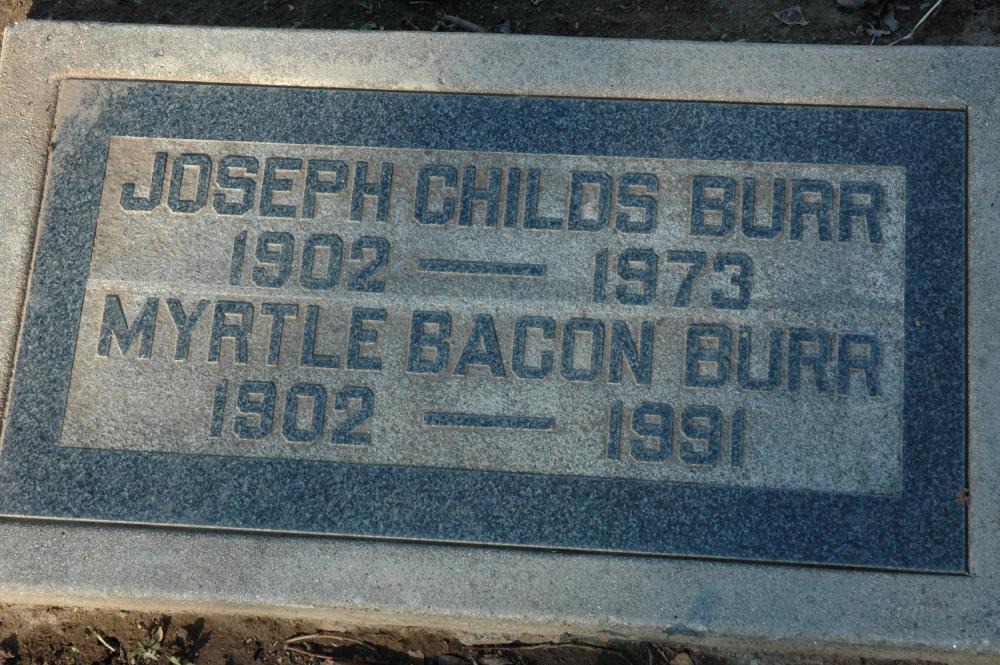 JOSEPH CHILDS BURR
1902 — 1973
MYRTLE BACON BURR
1902 — 1991